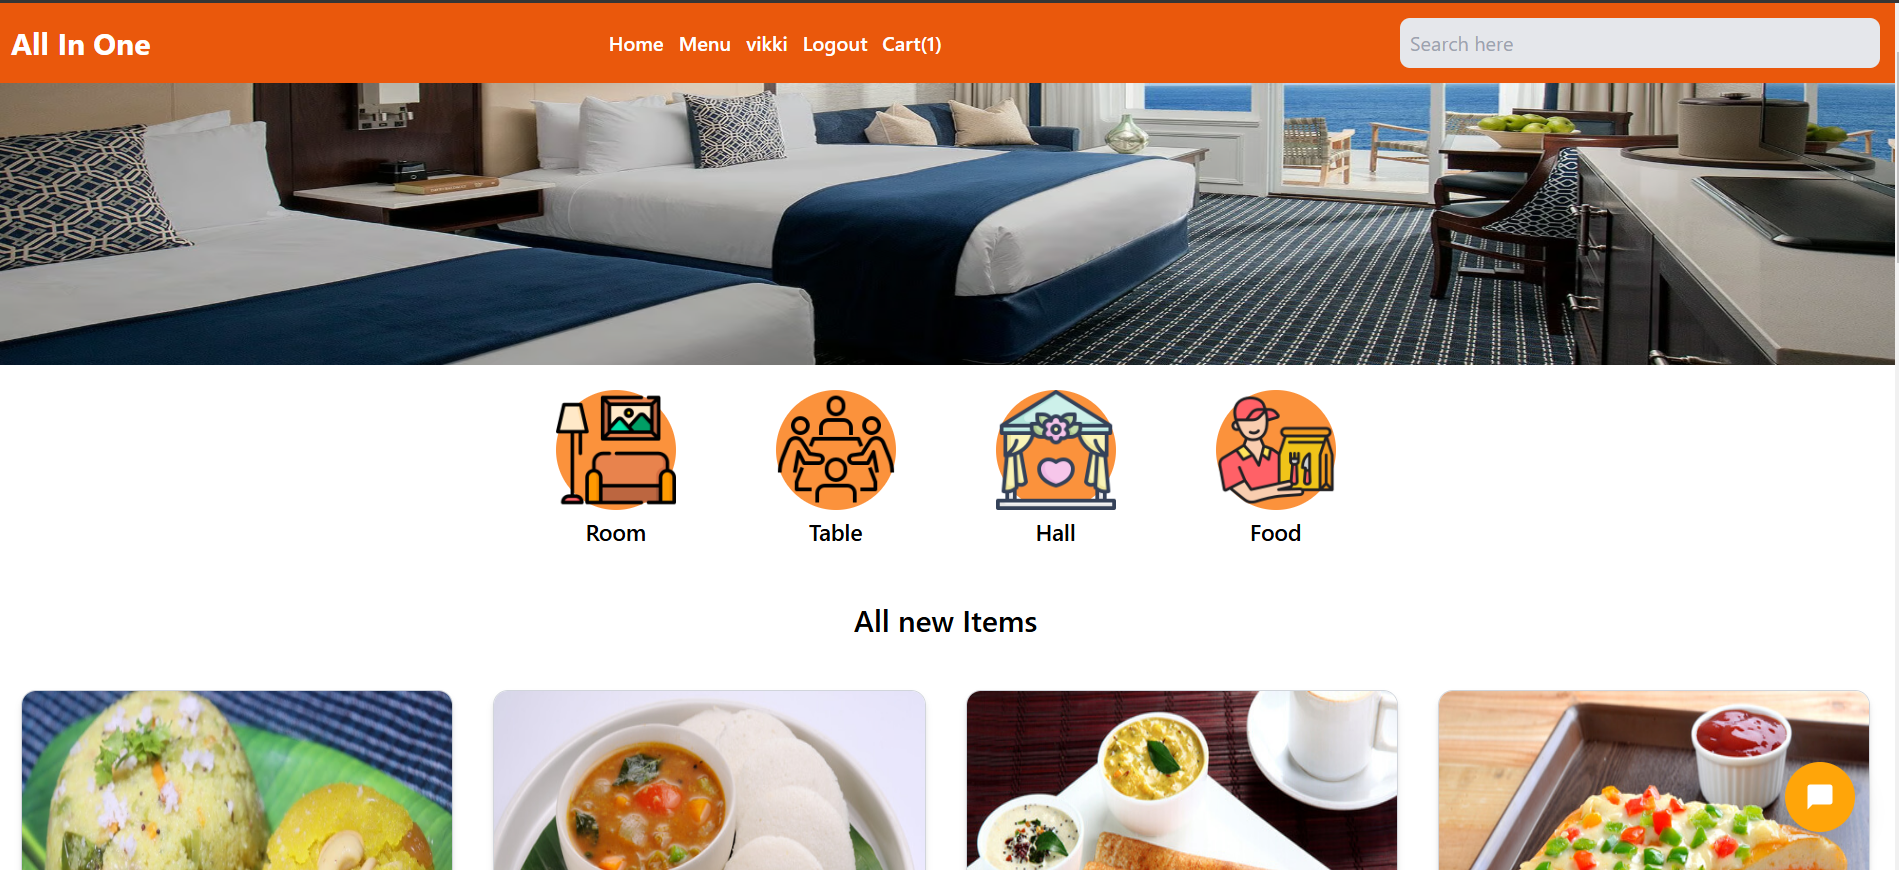 All In One
Home Menu vikki Logout Cart(1)
Search here
Room
Table
Hall
Food
All new Items